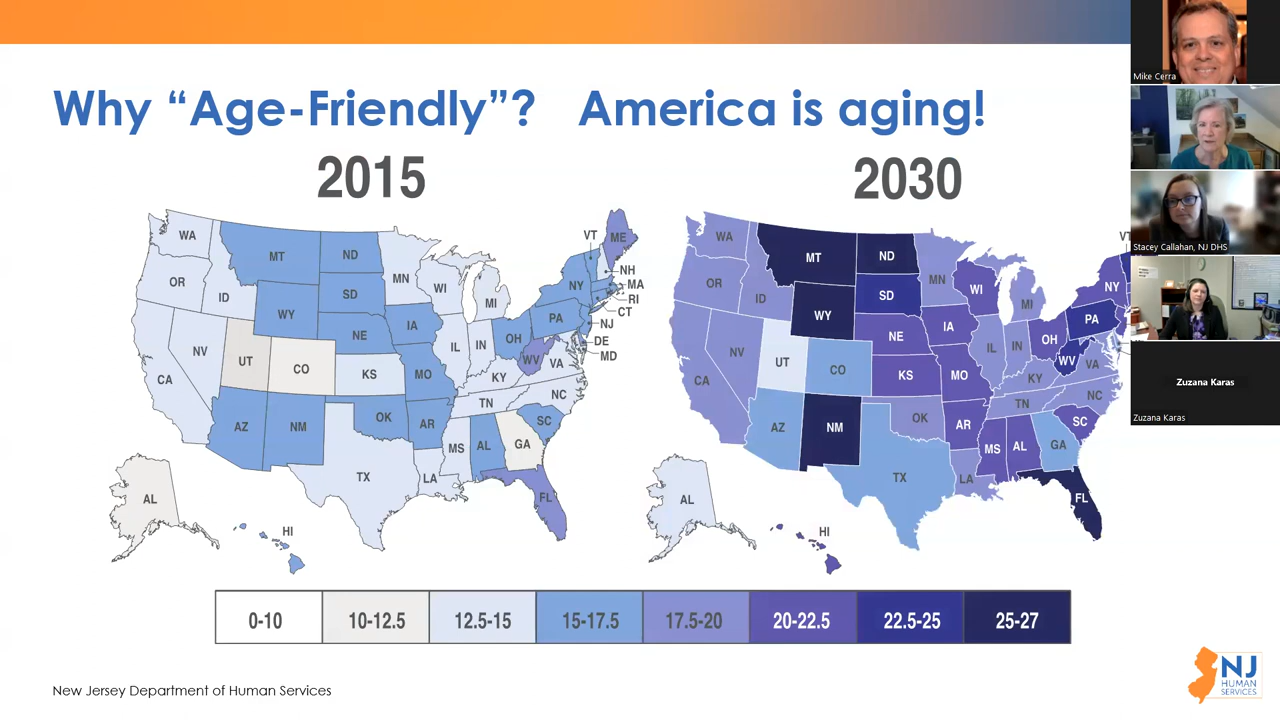 Why “Age-Friendly”? America is aging!
2015
2030
WA
OR
ID
MT
ND
SD
WY
NV
CA
UT
CO
AZ
NM
NE
KS
OK
TX
MN
IA
MO
AR
LA
WI
IL
IN
MI
OH
KY
TN
MS
AL
GA
FL
SC
NC
VA
WV
PA
NY
VT
ME
NH
MA
RI
CT
NJ
DE
MD
AL
HI
WA
OR
ID
MT
ND
SD
WY
NV
CA
UT
CO
AZ
NM
NE
KS
OK
TX
MN
IA
MO
AR
LA
WI
IL
IN
MI
OH
KY
TN
MS
AL
GA
FL
SC
NC
VA
WV
PA
NY
VT
AL
HI
0-10 10-12.5 12.5-15 15-17.5 17.5-20 20-22.5 22.5-25 25-27
New Jersey Department of Human Services
NJ
HUMAN
SERVICES
Mike Cerra
Stacey Callahan, NJ DHS
Zuzana Karas
Zuzana Karas